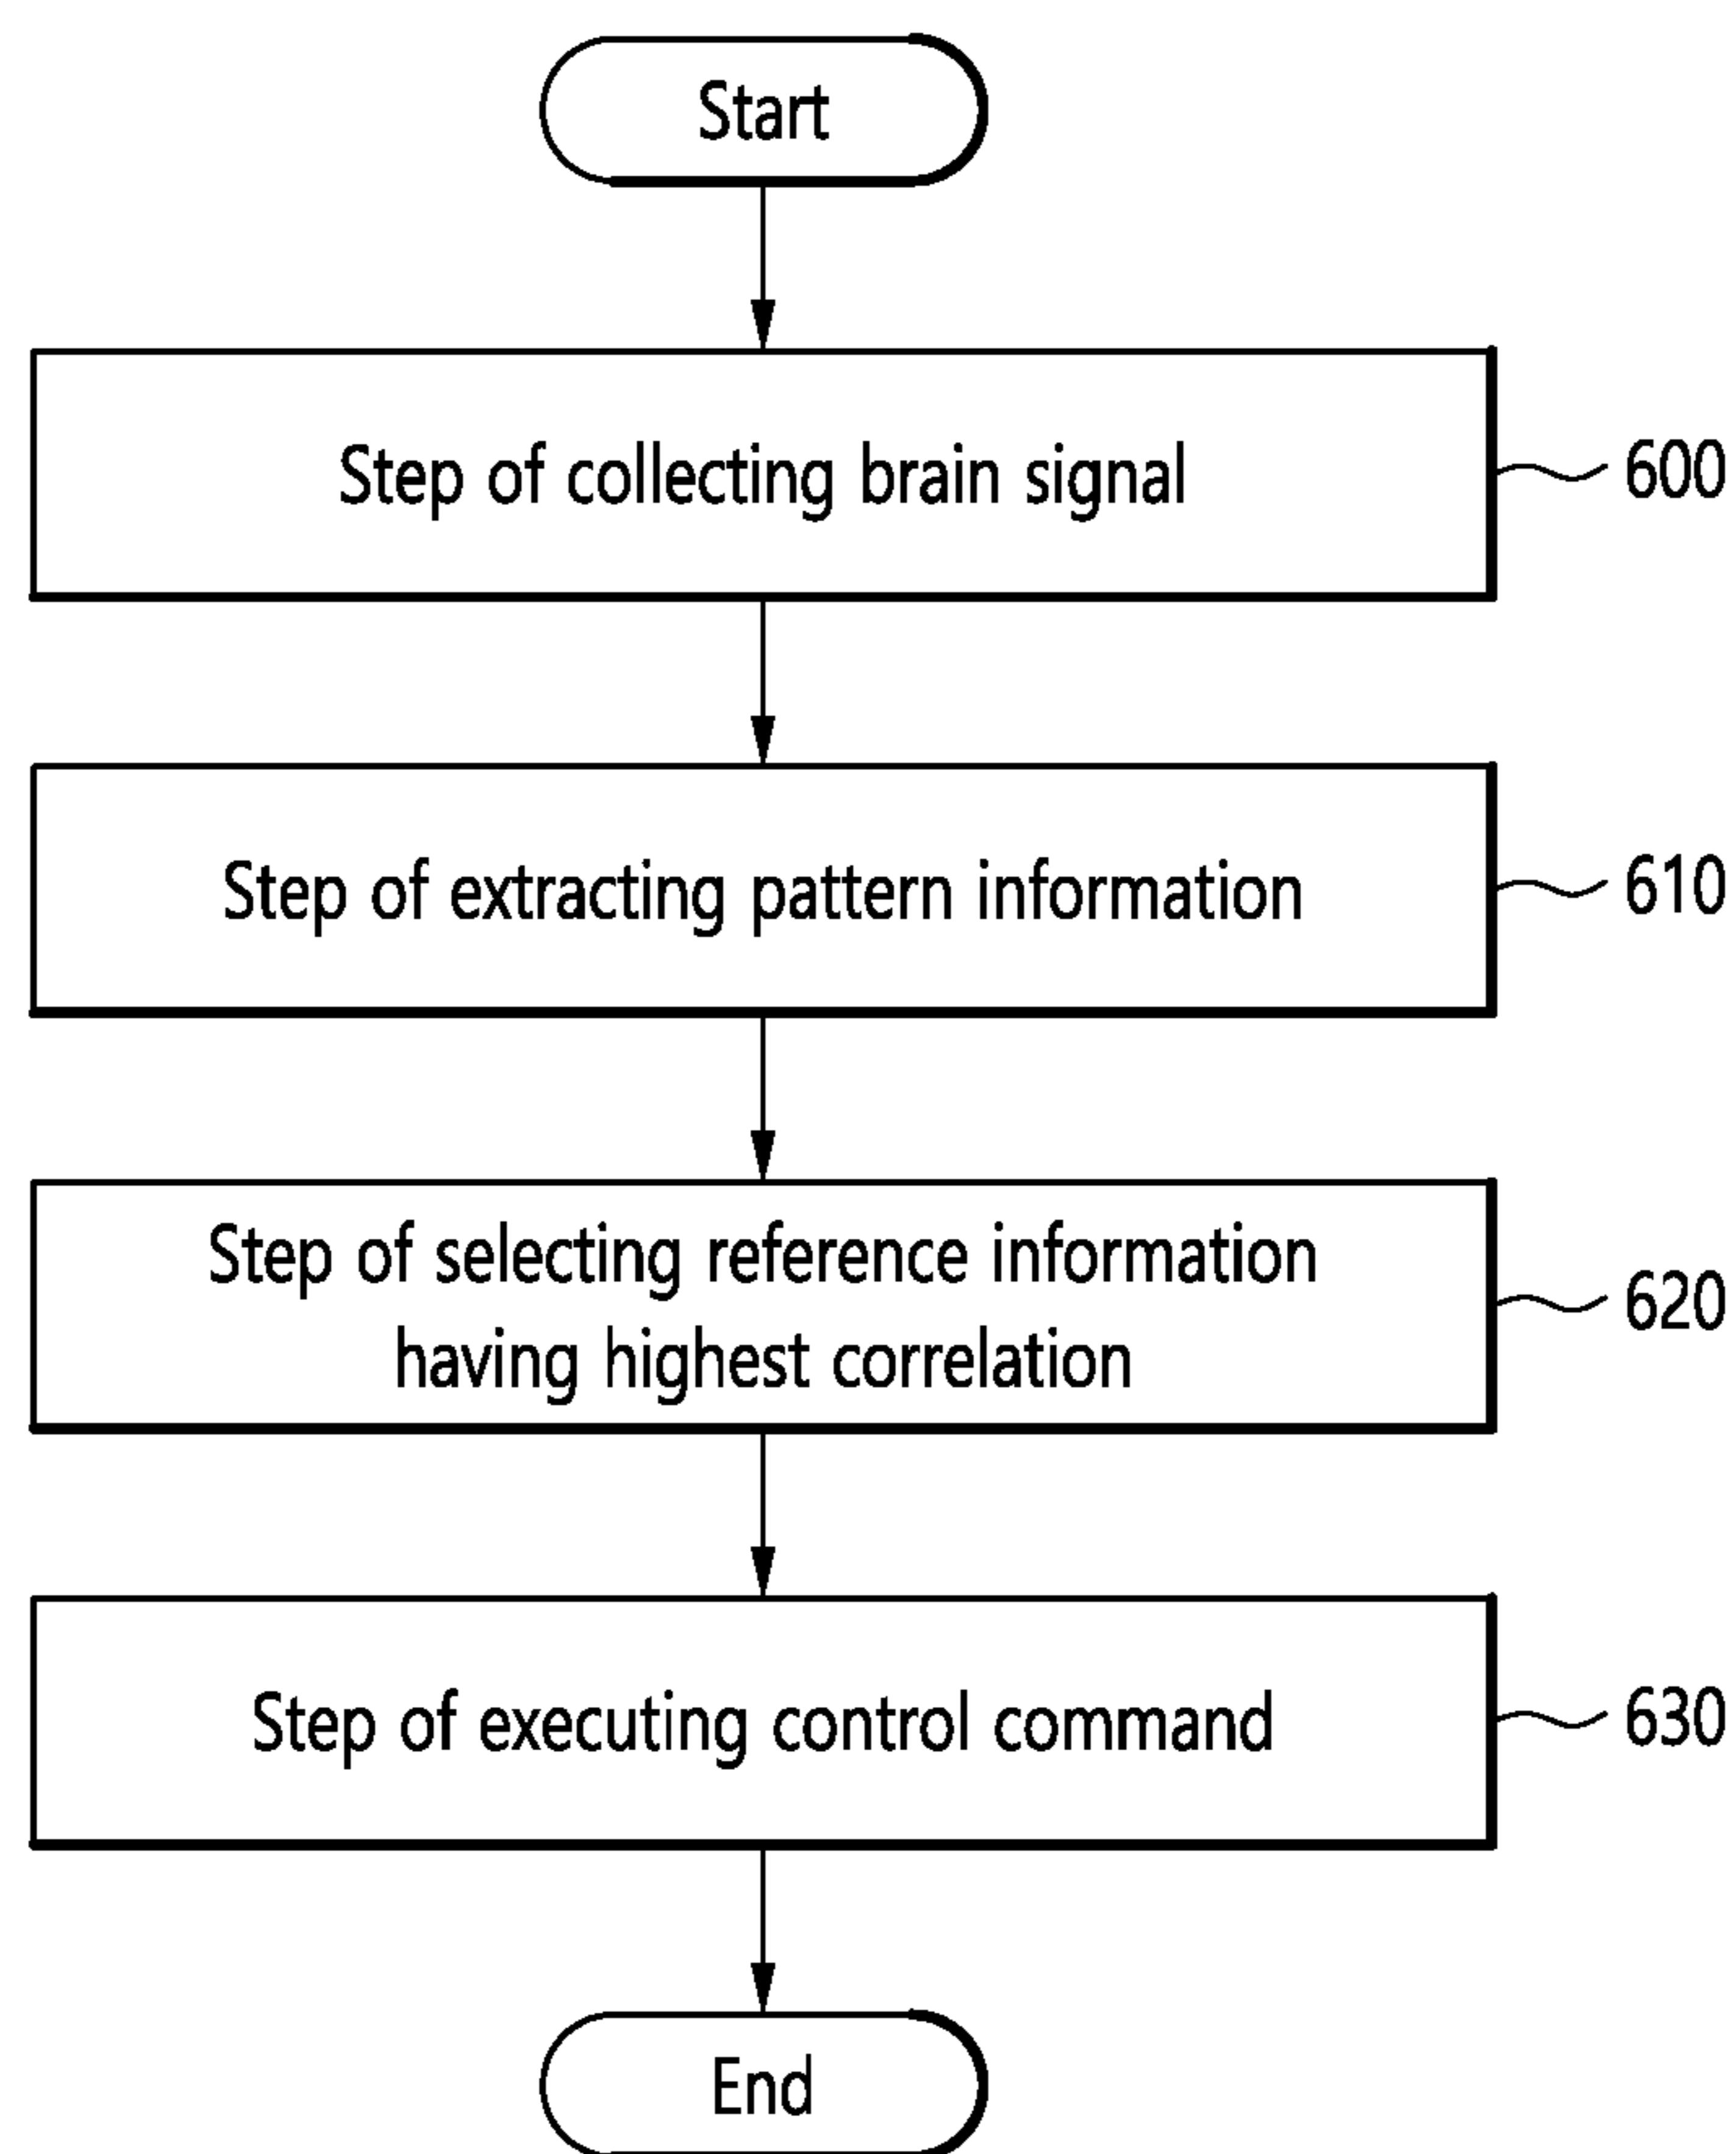 Start
Step of collecting brain signal
600
Step of extracting pattern information
610
Step of selecting reference information
having highest correlation
620
Step of executing control command
630
End